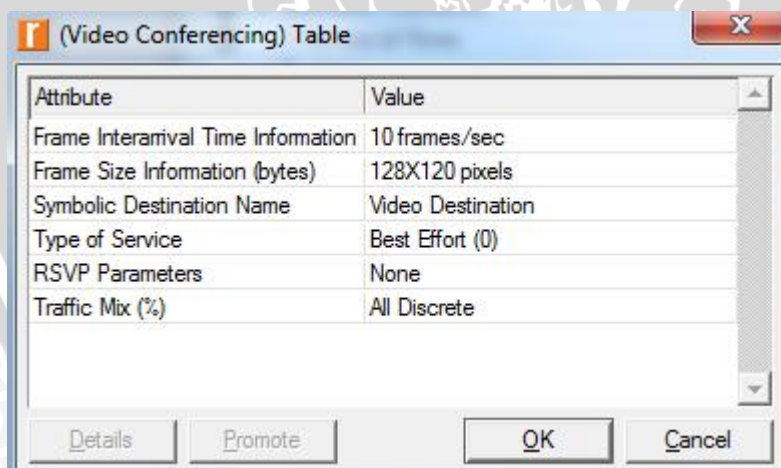 (Video Conferencing) Table
Attribute Value
Frame Interarrival Time Information 10 frames/sec
Frame Size Information (bytes) 128X120 pixels
Symbolic Destination Name Video Destination
Type of Service Best Effort (0)
RSVP Parameters None
Traffic Mix (%) All Discrete
Details Promote OK Cancel